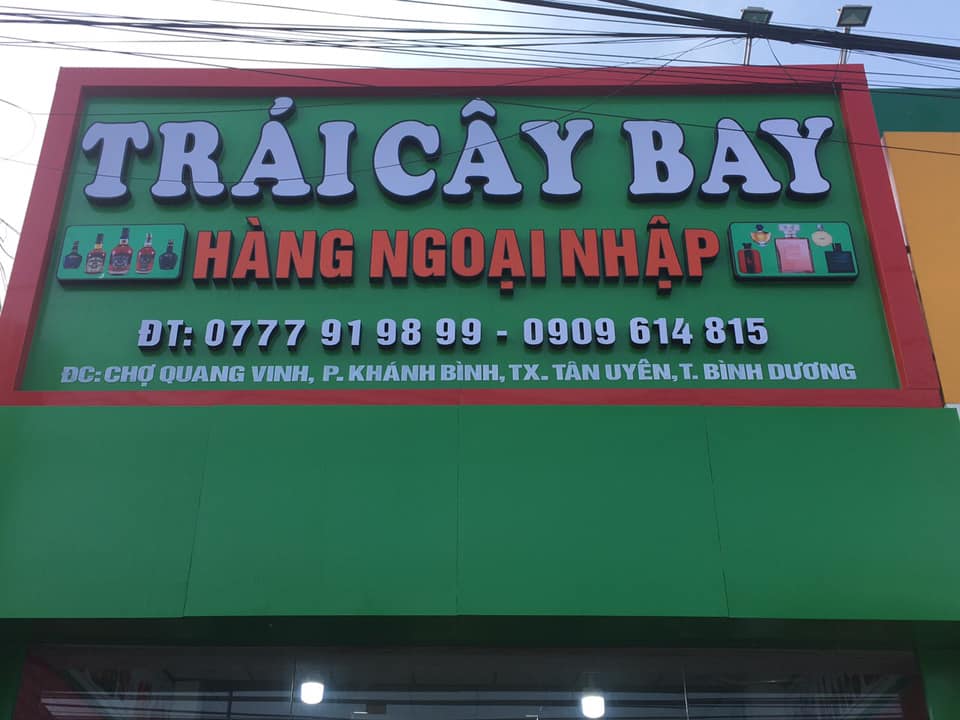 TRÁI CÂY BAY
HÀNG NGOẠI NHẬP
ĐT: 0777 91 98 99 - 0909 614 815
ĐC: CHỢ QUANG VINH, P. KHÁNH BÌNH, TX. TÂN UYÊN, T. BÌNH DƯƠNG